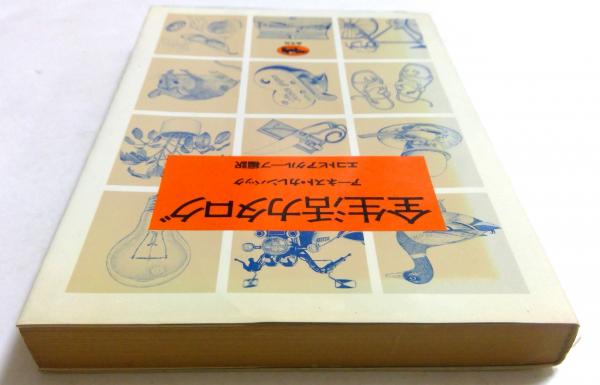 全生活カタログ
アーネスト・カレンバック
エコトピアグループ編訳